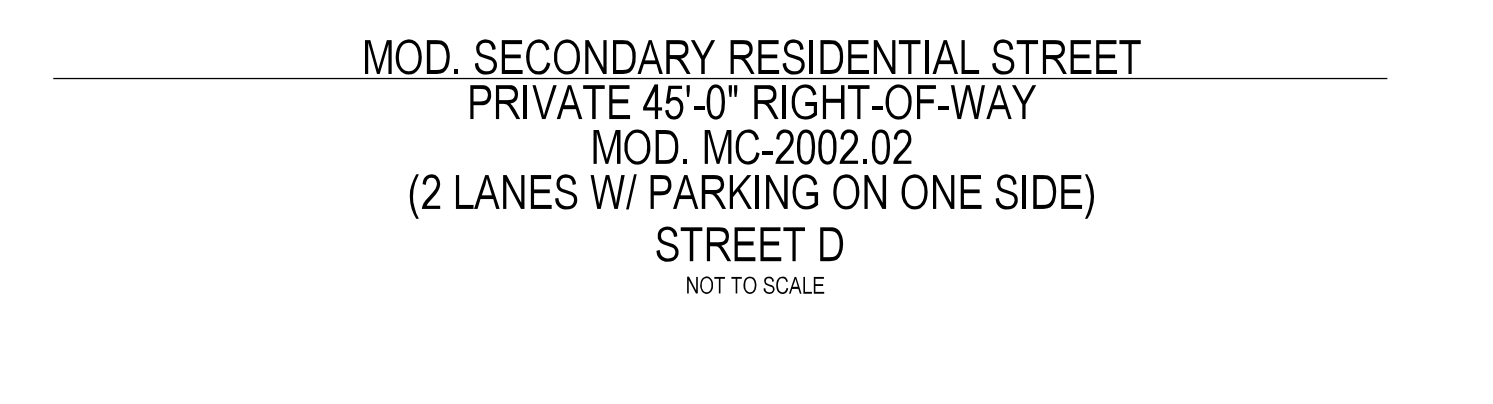 MOD. SECONDARY RESIDENTIAL STREET
PRIVATE 45'-0" RIGHT-OF-WAY
MOD. MC-2002.02
(2 LANES W/ PARKING ON ONE SIDE)
STREET D
NOT TO SCALE